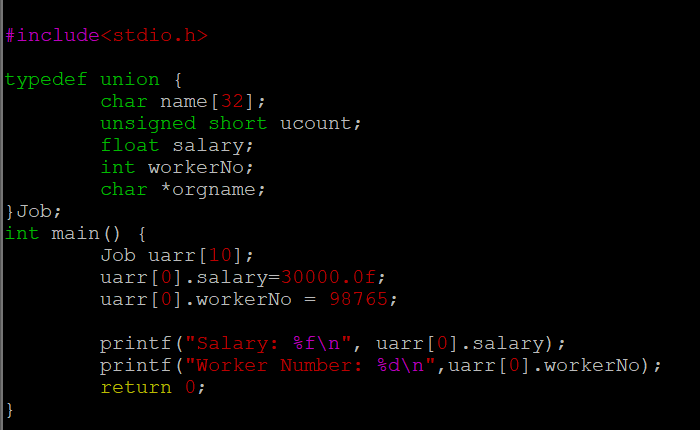 #include<stdio.h>
typedef union {
char name[32];
unsigned short ucount;
float salary;
int workerNo;
char *orgname;
}Job;
int main() {
Job uarr[10];
uarr[0].salary=30000.0f;
uarr[0].workerNo = 98765;
printf("Salary: %f\n", uarr[0].salary);
printf("Worker Number: %d\n",uarr[0].workerNo);
return 0;
}